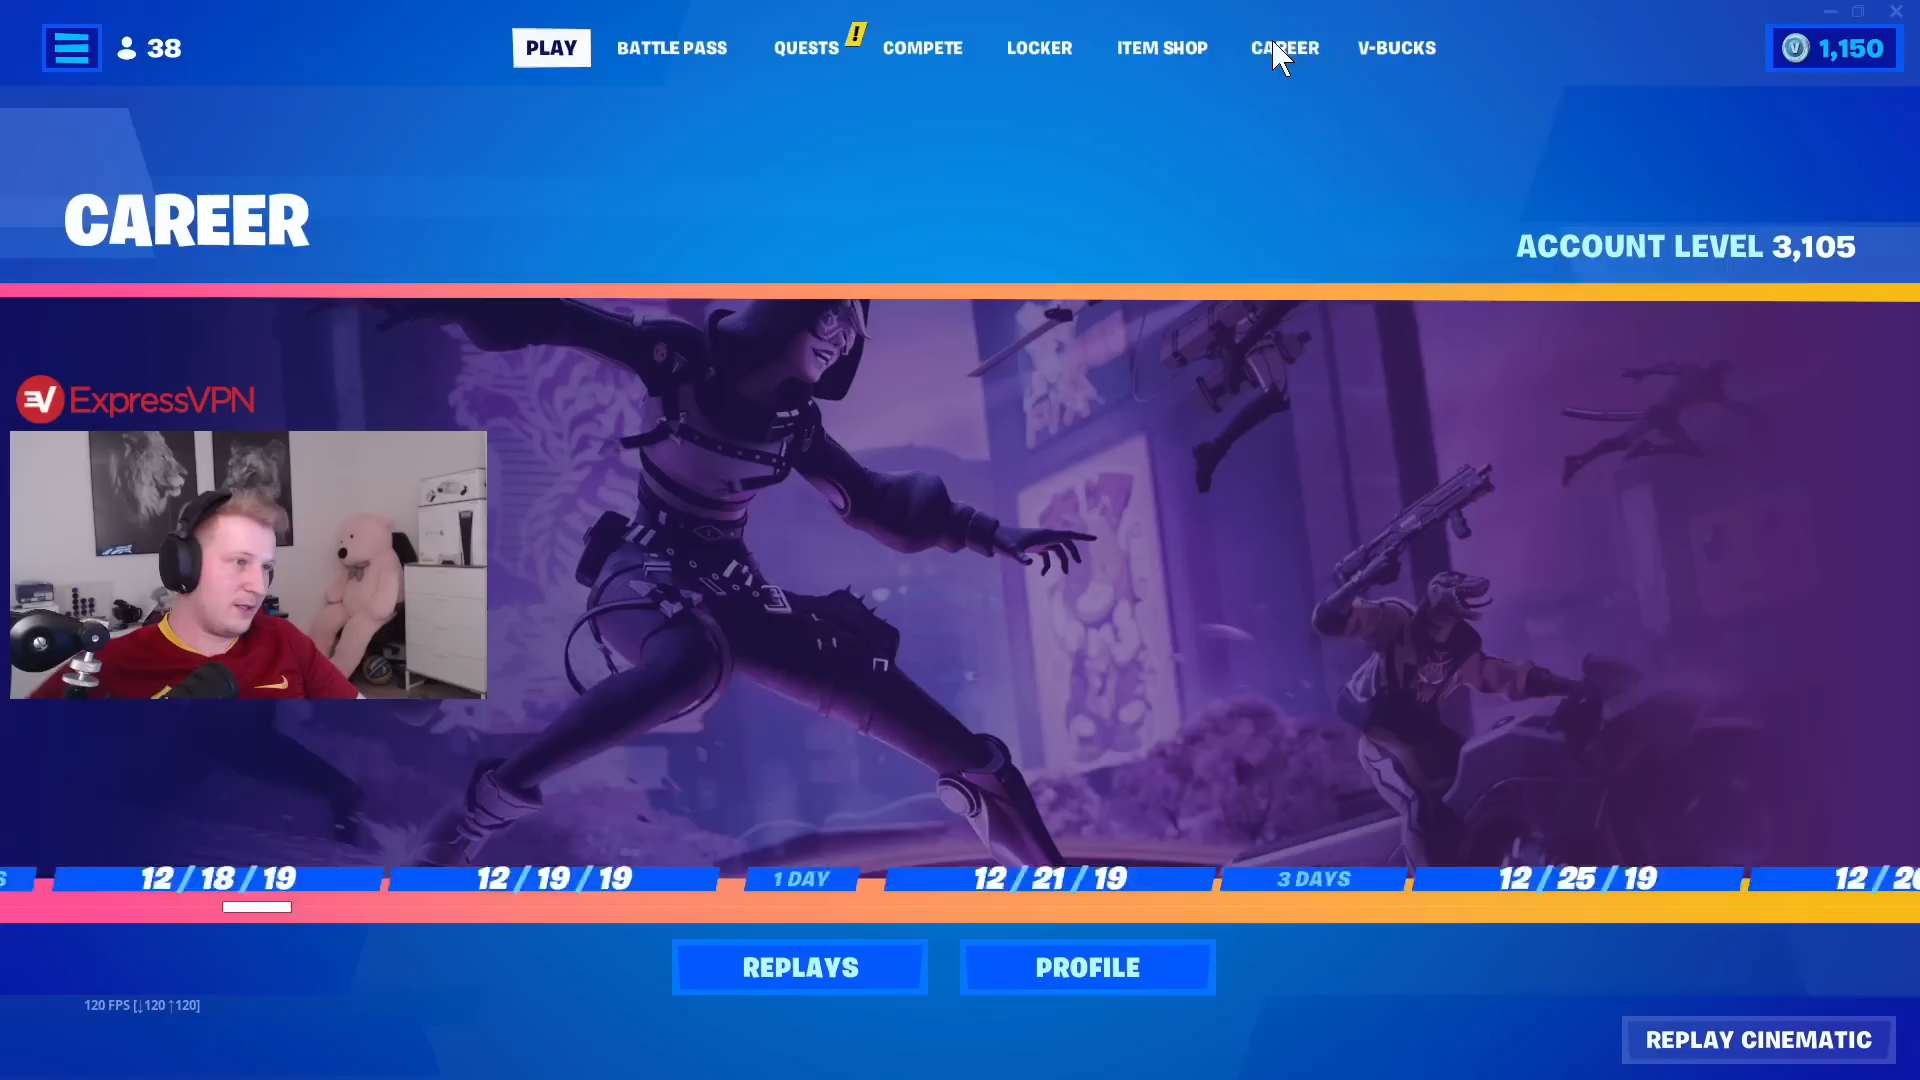 38
PLAY
BATTLE PASS
QUESTS
!
COMPETE
LOCKER
ITEM SHOP
CAREER
V-BUCKS
V
1,150
CAREER
ACCOUNT LEVEL 3,105
ExpressVPN
S
12/18/19
12/19/19
1 DAY
12/21/19
3 DAYS
12/25/19
REPLAYS
PROFILE
120 FPS [↓120 ↑120]
REPLAY CINEMATIC